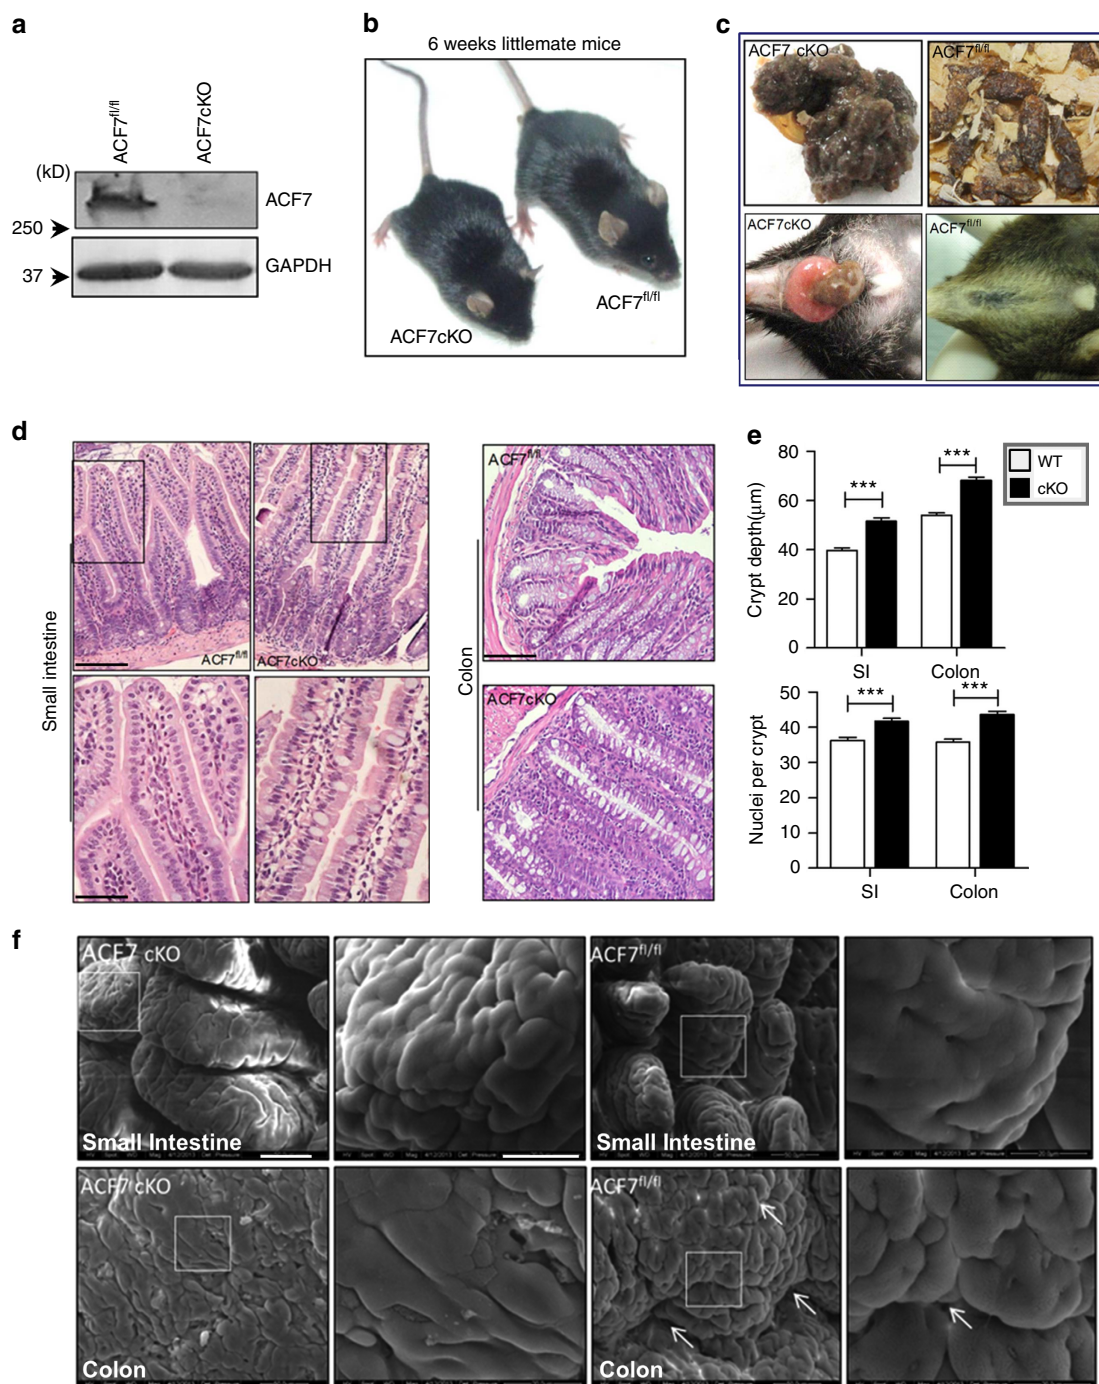 a
ACF7fl/fl
ACF7cKO
(kD)
ACF7
250
GAPDH
37
b
6 weeks littlemate mice
ACF7cKO
ACF7fl/fl
c
ACF7 cKO
ACF7fl/fl
ACF7cKO
ACF7fl/fl
d
Small intestine
ACF7fl/fl
ACF7cKO
Colon
ACF7fl/fl
ACF7cKO
e
WT
cKO
Crypt depth(μm)
80
60
40
20
0
***
***
SI
Colon
Nuclei per crypt
50
40
30
20
10
0
***
***
SI
Colon
f
ACF7 cKO
Small Intestine
ACF7fl/fl
Small Intestine
ACF7 cKO
Colon
ACF7fl/fl
Colon